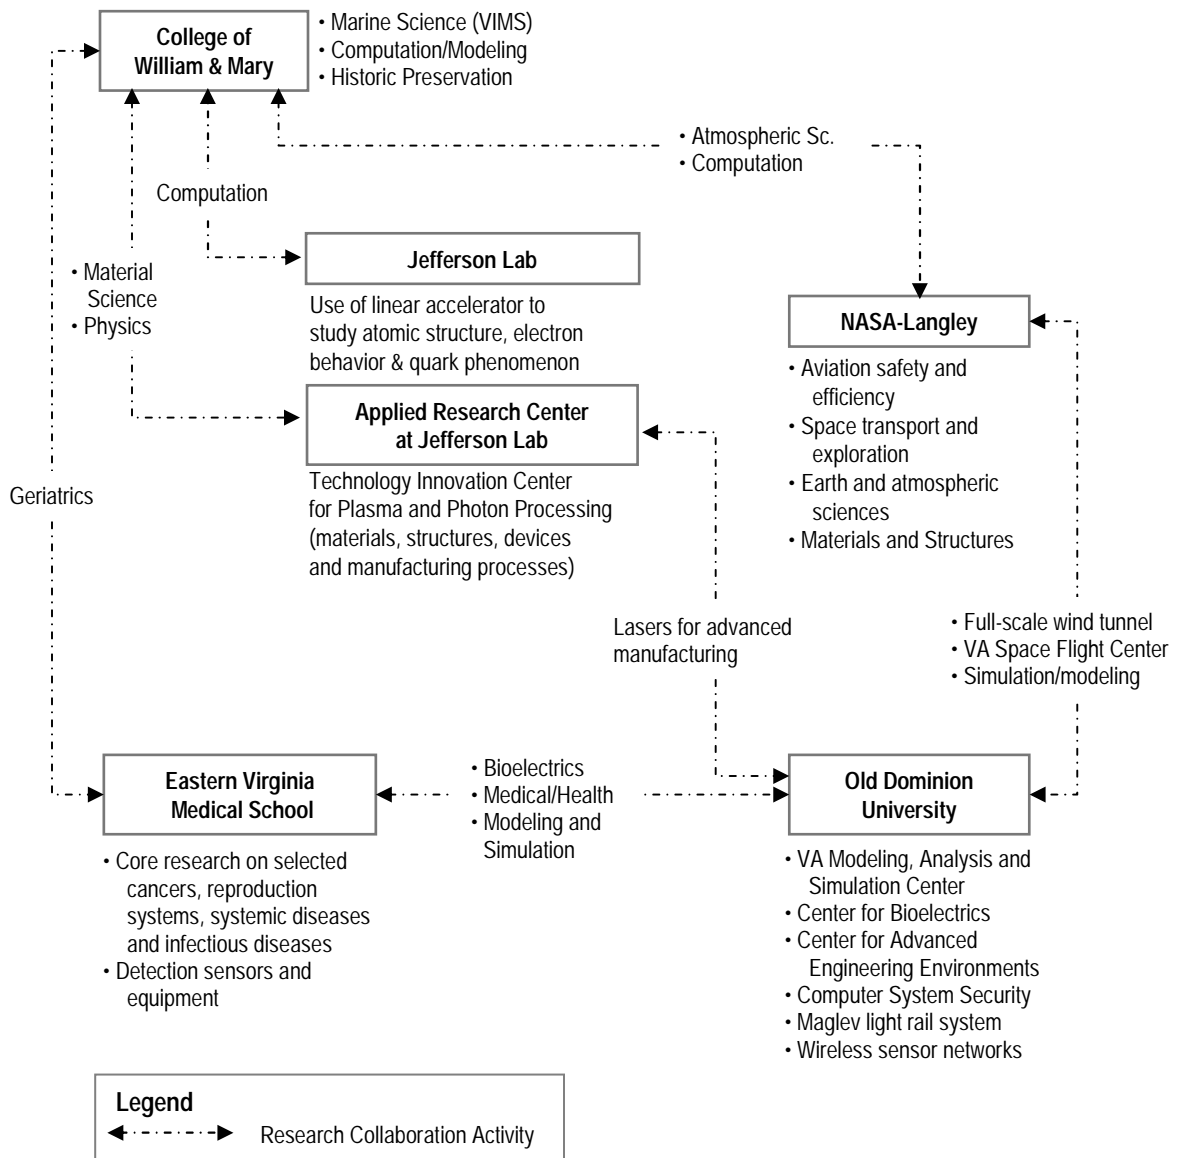 College of
William & Mary
• Marine Science (VIMS)
• Computation/Modeling
• Historic Preservation
• Atmospheric Sc.
• Computation
Computation
• Material
Science
• Physics
Jefferson Lab
Use of linear accelerator to
study atomic structure, electron
behavior & quark phenomenon
NASA-Langley
• Aviation safety and
efficiency
• Space transport and
exploration
• Earth and atmospheric
sciences
• Materials and Structures
Applied Research Center
at Jefferson Lab
Technology Innovation Center
for Plasma and Photon Processing
(materials, structures, devices
and manufacturing processes)
Geriatrics
Lasers for advanced
manufacturing
• Full-scale wind tunnel
• VA Space Flight Center
• Simulation/modeling
Eastern Virginia
Medical School
• Core research on selected
cancers, reproduction
systems, systemic diseases
and infectious diseases
• Detection sensors and
equipment
• Bioelectrics
• Medical/Health
• Modeling and
Simulation
Old Dominion
University
• VA Modeling, Analysis and
Simulation Center
• Center for Bioelectrics
• Center for Advanced
Engineering Environments
• Computer System Security
• Maglev light rail system
• Wireless sensor networks
Legend
Research Collaboration Activity